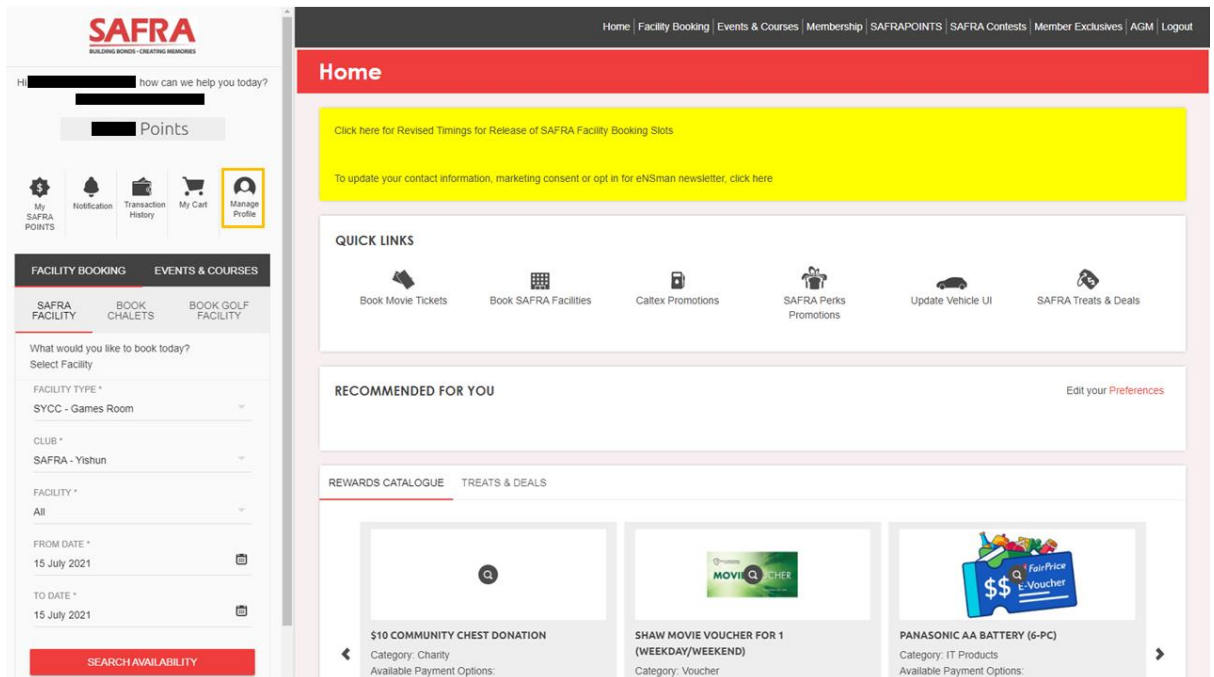 SAFRA
BUILDING BONDS • CREATING MEMORIES
Hi how can we help you today?
Points
My SAFRA POINTS
Notification
Transaction History
My Cart
Manage Profile
FACILITY BOOKING EVENTS & COURSES
SAFRA FACILITY
BOOK CHALETS
BOOK GOLF FACILITY
What would you like to book today?
Select Facility
FACILITY TYPE *
SYCC - Games Room
CLUB *
SAFRA - Yishun
FACILITY *
All
FROM DATE *
15 July 2021
TO DATE *
15 July 2021
SEARCH AVAILABILITY
Home Facility Booking Events & Courses Membership SAFRAPOINTS SAFRA Contests Member Exclusives AGM Logout
Home
Click here for Revised Timings for Release of SAFRA Facility Booking Slots
To update your contact information, marketing consent or opt in for eNSman newsletter, click here
QUICK LINKS
Book Movie Tickets
Book SAFRA Facilities
Caltex Promotions
SAFRA Perks Promotions
Update Vehicle UI
SAFRA Treats & Deals
RECOMMENDED FOR YOU
Edit your Preferences
REWARDS CATALOGUE TREATS & DEALS
$10 COMMUNITY CHEST DONATION
Category: Charity
Available Payment Options:
SHAW MOVIE VOUCHER FOR 1
(WEEKDAY/WEEKEND)
Category: Voucher
FairPrice
$$ E-Voucher
PANASONIC AA BATTERY (6-PC)
Category: IT Products
Available Payment Options: